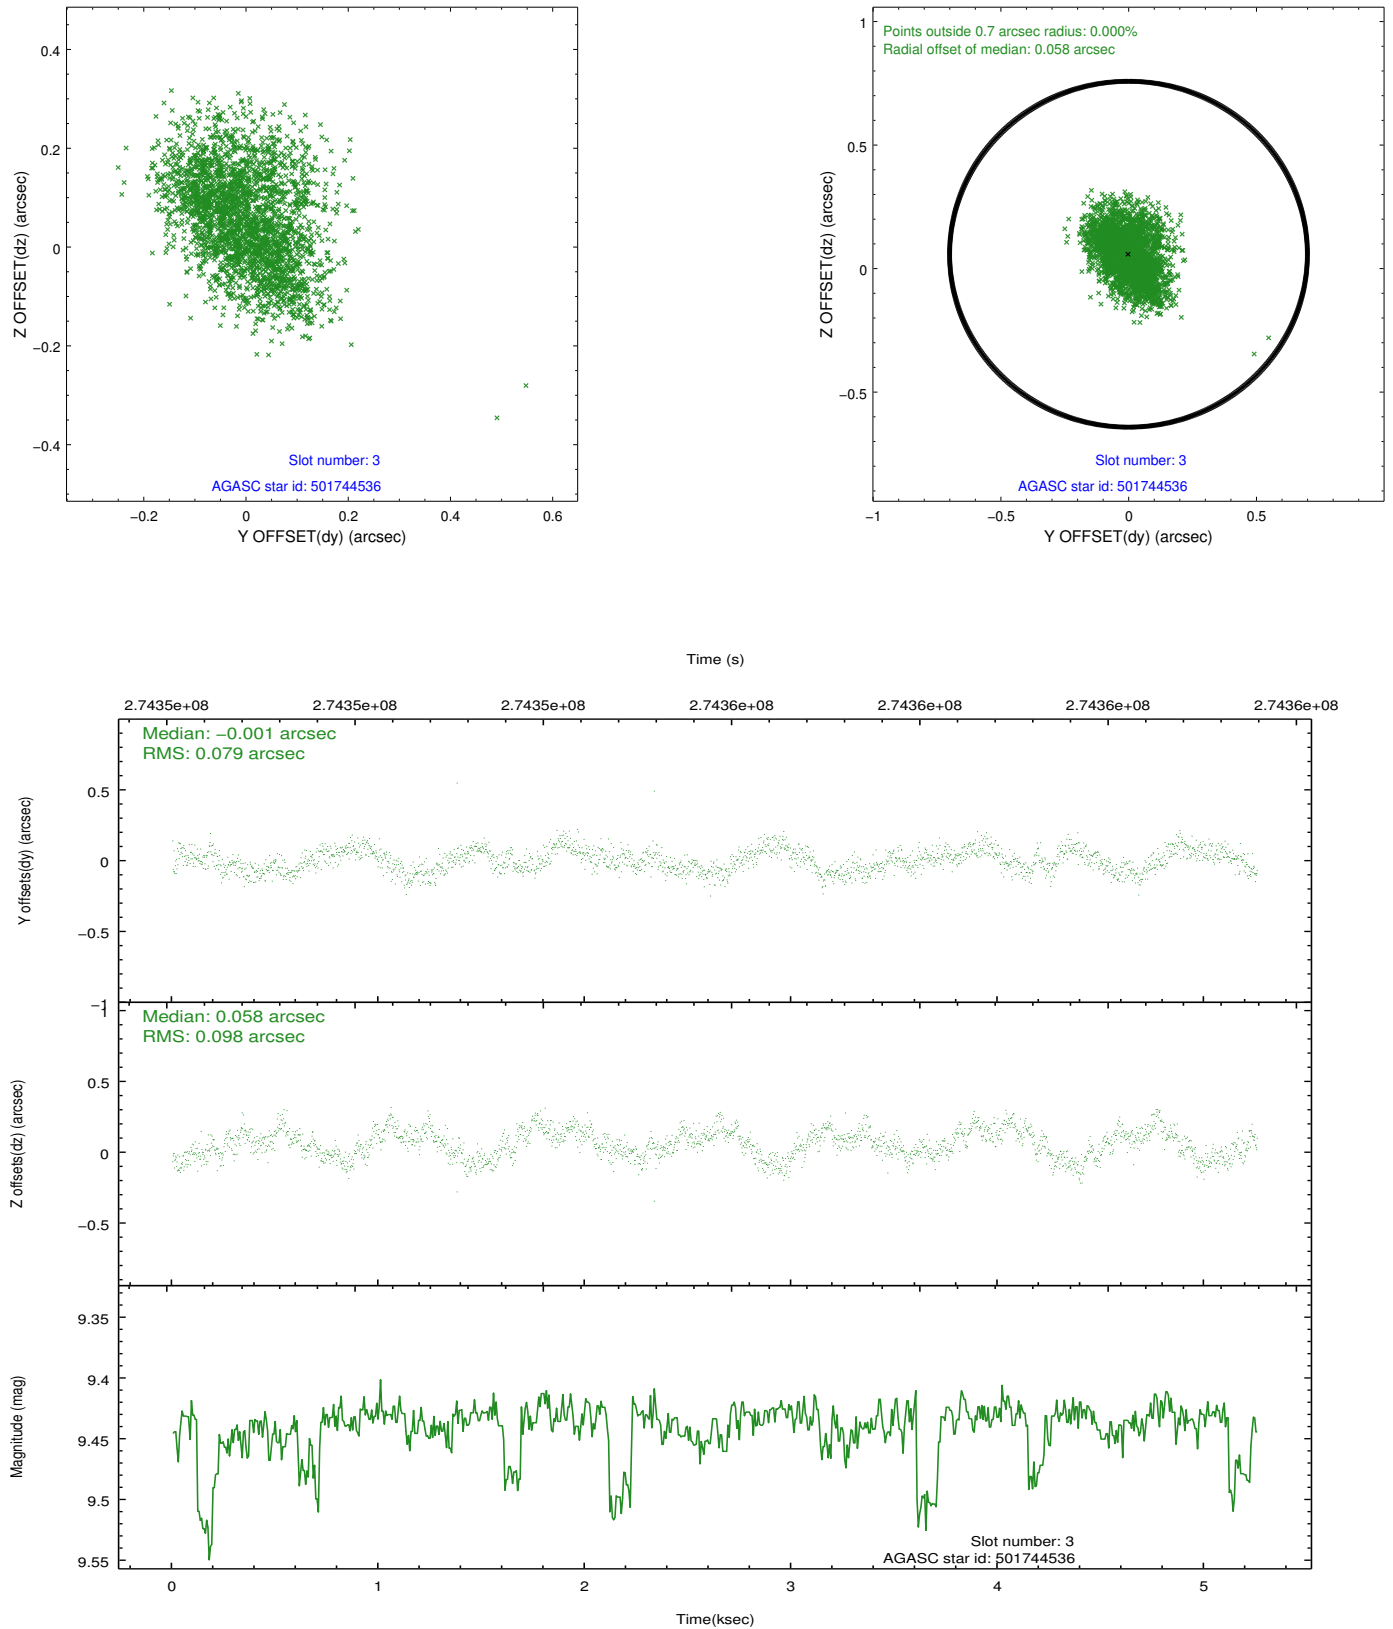 0.4
0.2
0
−0.2
−0.4
Z OFFSET(dz) (arcsec)
Slot number: 3
AGASC star id: 501744536
−0.2 0 0.2 0.4 0.6
Y OFFSET(dy) (arcsec)
Points outside 0.7 arcsec radius: 0.000%
Radial offset of median: 0.058 arcsec
1
0.5
0
−0.5
Z OFFSET(dz) (arcsec)
Slot number: 3
AGASC star id: 501744536
−1 −0.5 0 0.5
Y OFFSET(dy) (arcsec)
Time (s)
2.7435e+08 2.7435e+08 2.7435e+08 2.7436e+08 2.7436e+08 2.7436e+08 2.7436e+08
Median: −0.001 arcsec
RMS: 0.079 arcsec
0.5
0
−0.5
−1
Y offsets(dy) (arcsec)
Median: 0.058 arcsec
RMS: 0.098 arcsec
1
0.5
0
−0.5
Z offsets(dz) (arcsec)
9.35
9.4
9.45
9.5
9.55
Magnitude (mag)
Slot number: 3
AGASC star id: 501744536
0 1 2 3 4 5
Time(ksec)